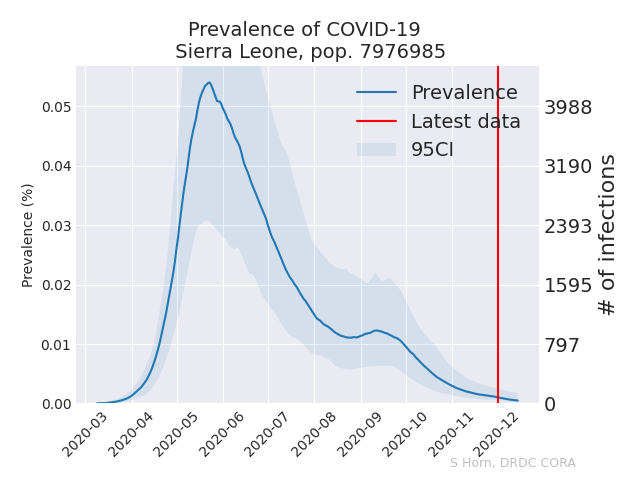 Prevalence of COVID-19
Sierra Leone, pop. 7976985
Prevalence
Latest data
95CI
0.05
0.04
0.03
0.02
0.01
0.00
Prevalence (%)
3988
3190
2393
1595
797
0
# of infections
2020-03
2020-04
2020-05
2020-06
2020-07
2020-08
2020-09
2020-10
2020-11
2020-12
S Horn, DRDC CORA